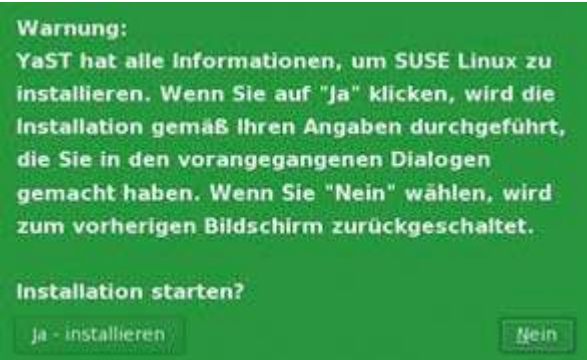 Warnung:
YaST hat alle Informationen, um SUSE Linux zu
installieren. Wenn Sie auf "Ja" klicken, wird die
Installation gemäß Ihren Angaben durchgeführt,
die Sie in den vorangegangenen Dialogen
gemacht haben. Wenn Sie "Nein" wählen, wird
zum vorherigen Bildschirm zurückgeschaltet.
Installation starten?
Ja - installieren
Nein